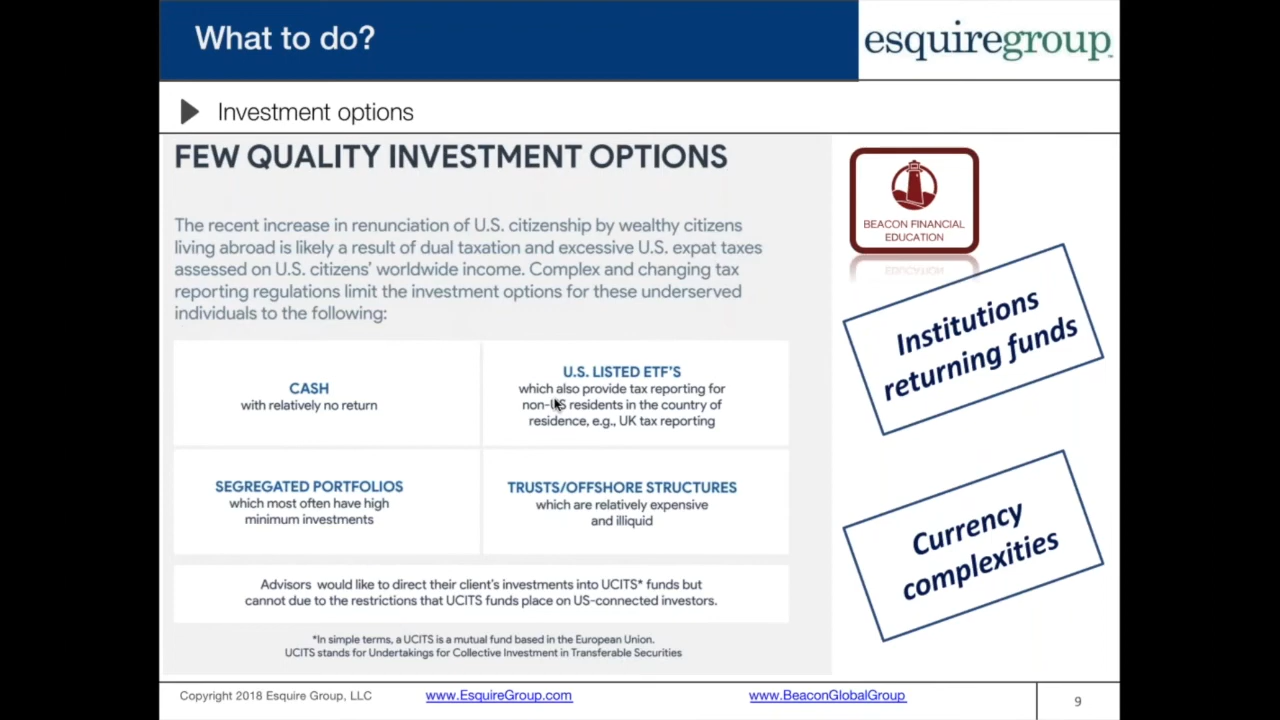 What to do?
esquiregroup
Investment options
FEW QUALITY INVESTMENT OPTIONS
The recent increase in renunciation of U.S. citizenship by wealthy citizens
living abroad is likely a result of dual taxation and excessive U.S. expat taxes
assessed on U.S. citizens' worldwide income. Complex and changing tax
reporting regulations limit the investment options for these underserved
individuals to the following:
CASH
with relatively no return
U.S. LISTED ETF'S
which also provide tax reporting for
non-US residents in the country of
residence, e.g., UK tax reporting
SEGREGATED PORTFOLIOS
which most often have high
minimum investments
TRUSTS/OFFSHORE STRUCTURES
which are relatively expensive
and illiquid
Advisors would like to direct their client's investments into UCITS* funds but
cannot due to the restrictions that UCITS funds place on US-connected investors.
*In simple terms, a UCITS is a mutual fund based in the European Union.
UCITS stands for Undertakings for Collective Investment in Transferable Securities
BEACON FINANCIAL
EDUCATION
Institutions
returning funds
Currency
complexities
Copyright 2018 Esquire Group, LLC
www.EsquireGroup.com
www.BeaconGlobalGroup
9